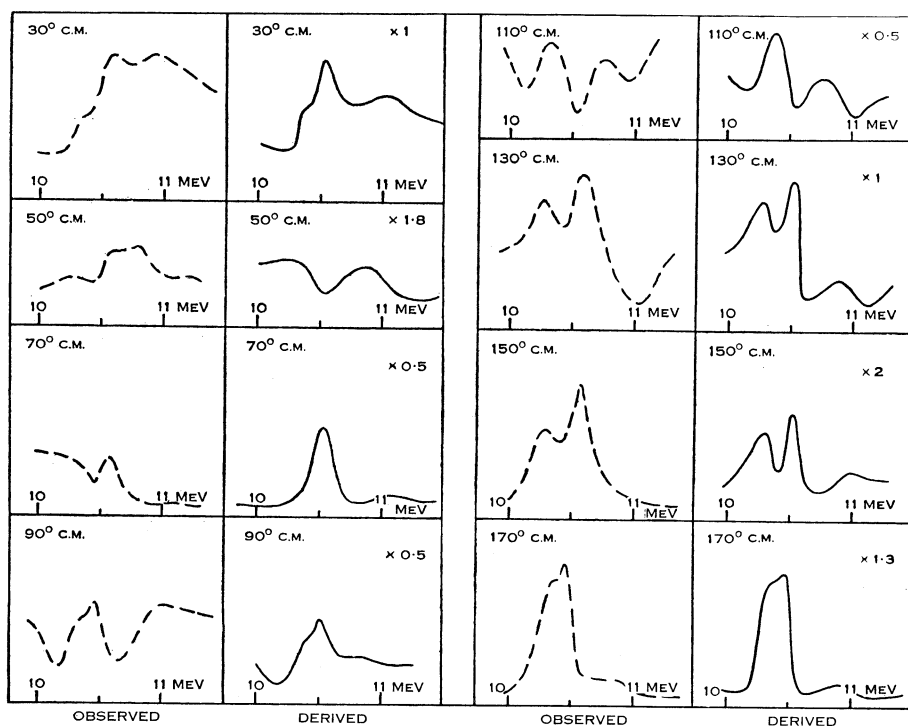 30° C.M.
10
11 MEV
30° C.M.
× 1
10
11 MEV
50° C.M.
10
11 MEV
50° C.M.
× 1·8
10
11 MEV
70° C.M.
10
11 MEV
70° C.M.
× 0·5
10
11
MEV
90° C.M.
10
11 MEV
90° C.M.
× 0·5
10
11 MEV
OBSERVED
DERIVED
110° C.M.
10
11 MEV
110° C.M.
× 0·5
10
11 MEV
130° C.M.
10
11 MEV
130° C.M.
× 1
10
11 MEV
150° C.M.
10
11 MEV
150° C.M.
× 2
10
11 MEV
170° C.M.
10
11 MEV
170° C.M.
× 1·3
10
11 MEV
OBSERVED
DERIVED